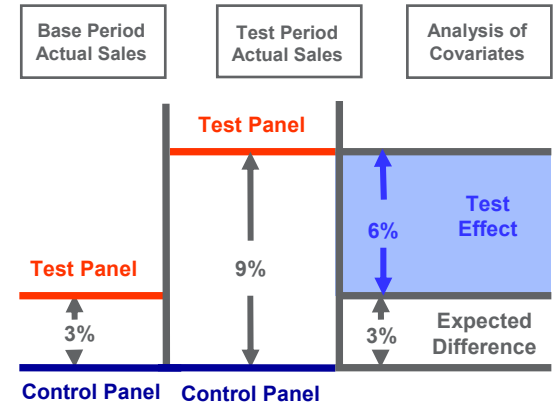 Base Period
Actual Sales
Test Period
Actual Sales
Analysis of
Covariates
Test Panel
Test Panel
3%
9%
6%
Test
Effect
3%
Expected
Difference
Control Panel
Control Panel